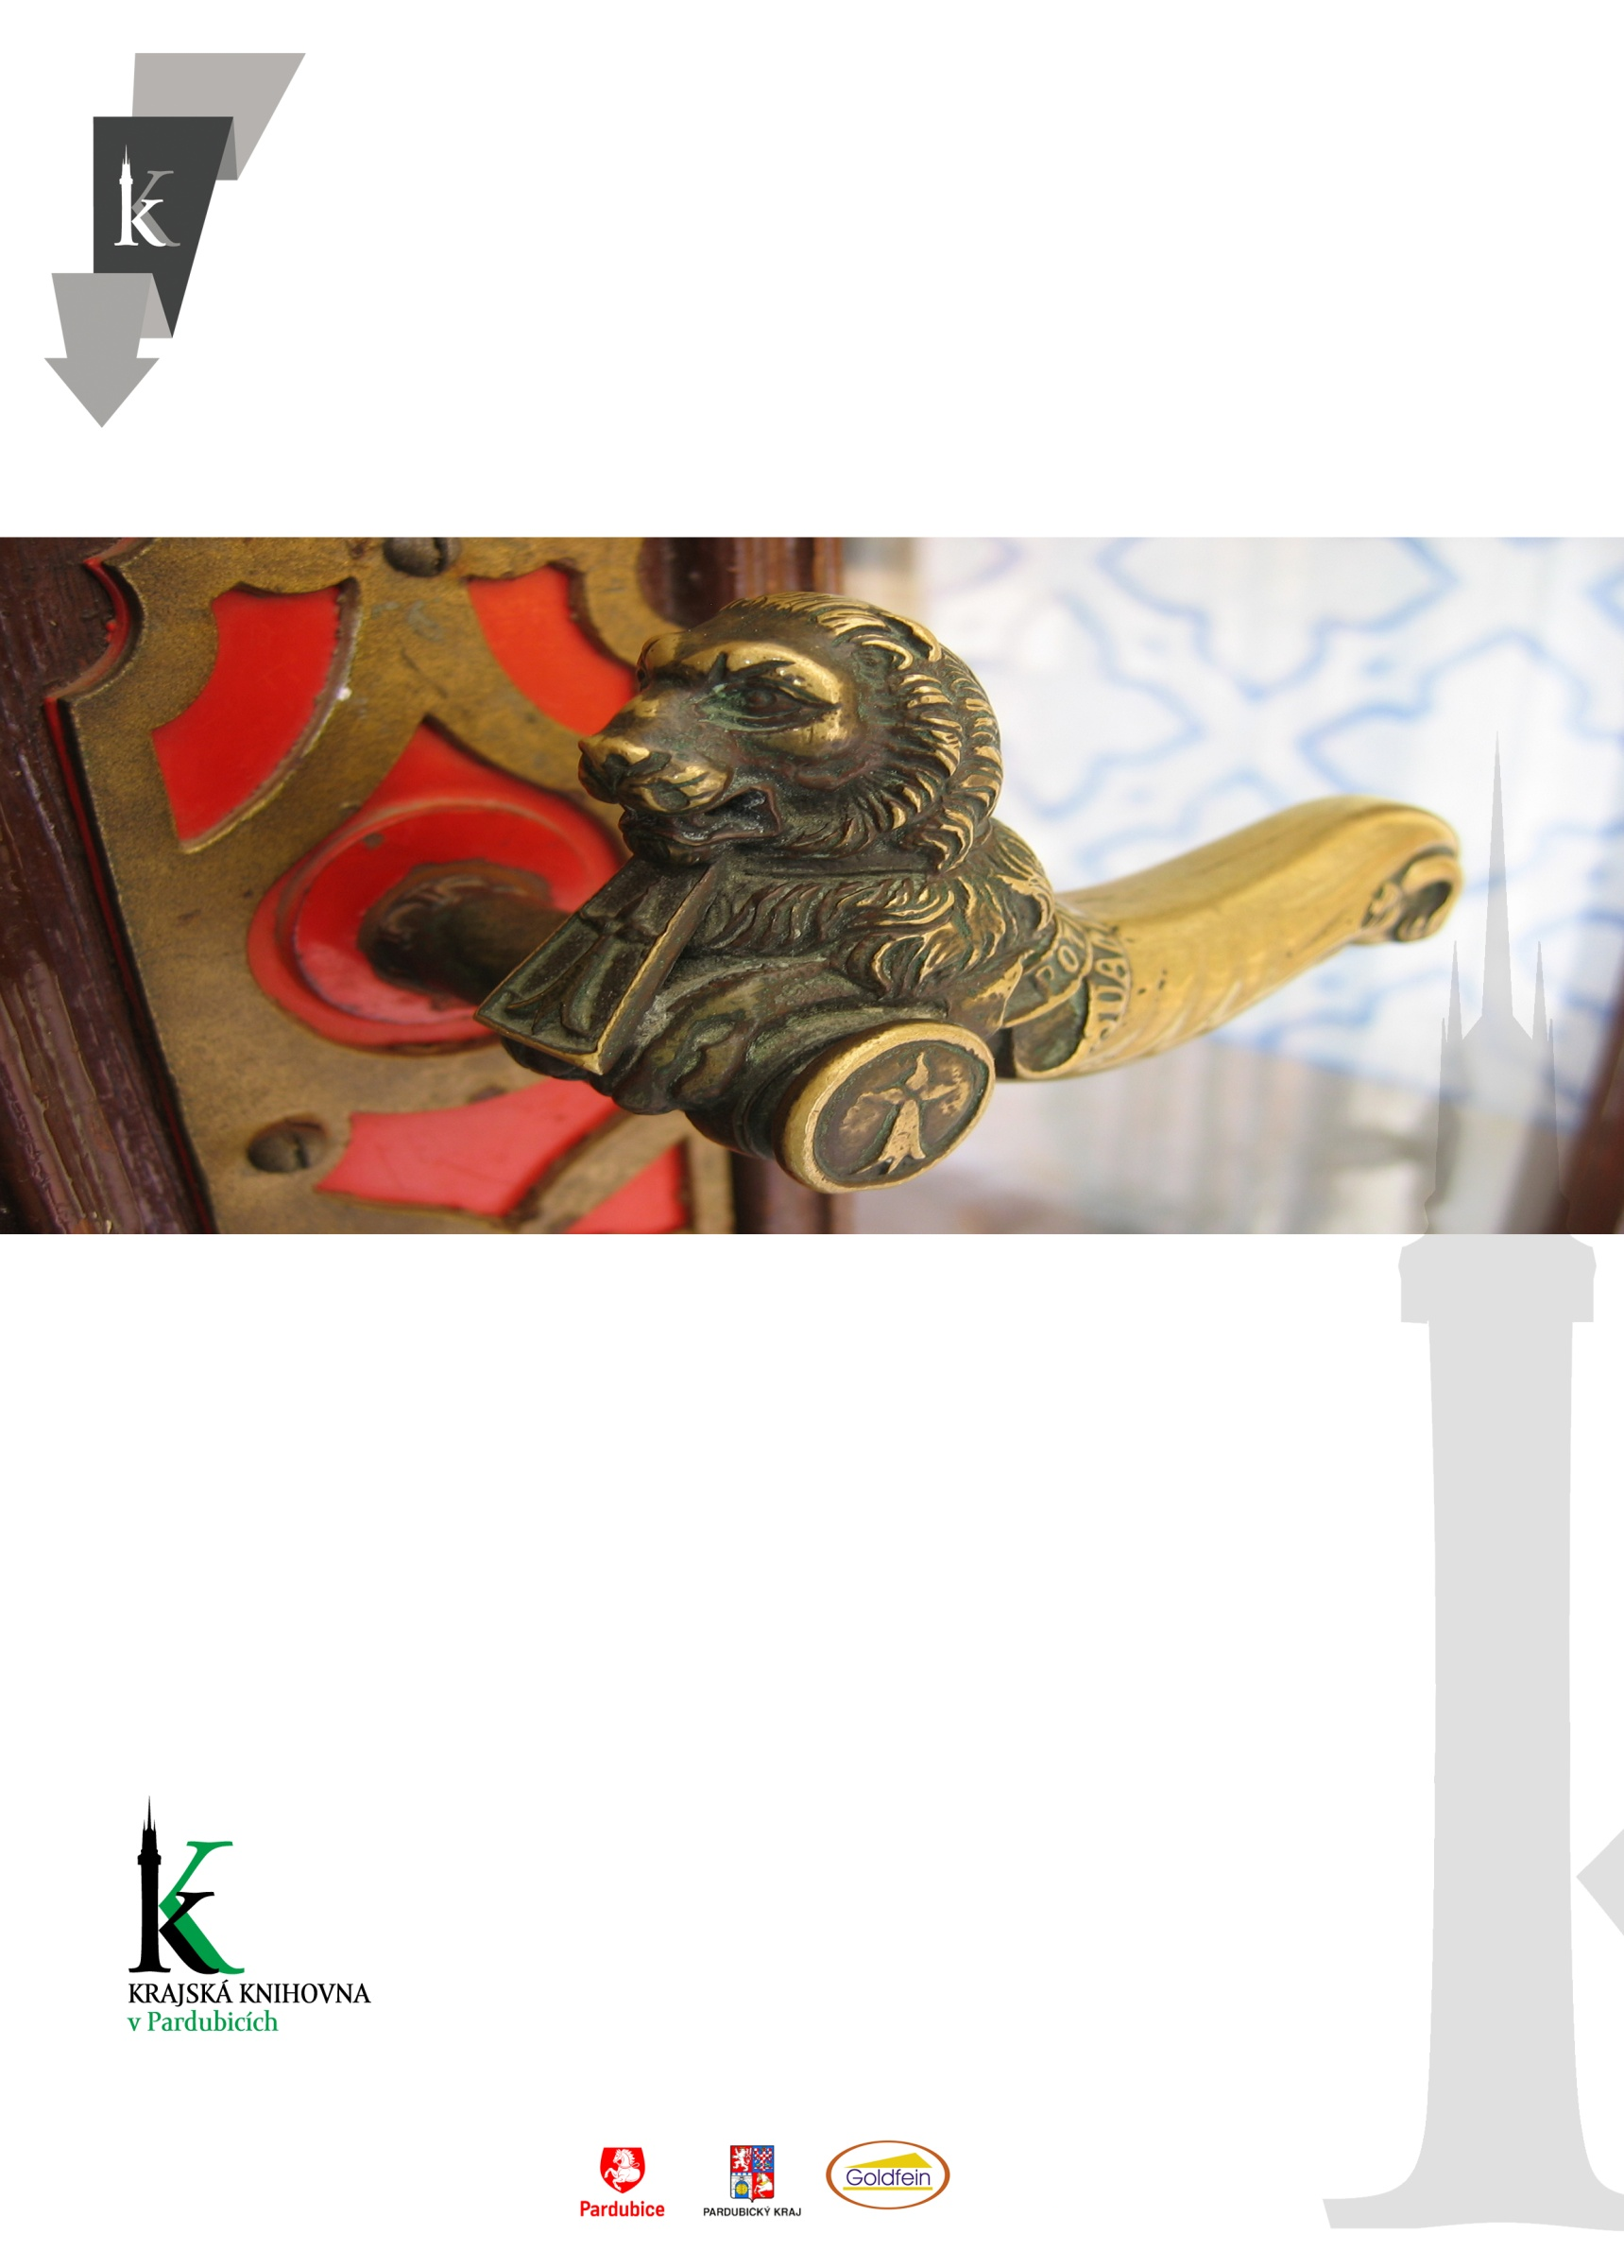 k
KRAJSKÁ KNIHOVNA
v Pardubicích
Pardubice
PARDUBICKÝ KRAJ
Goldfein